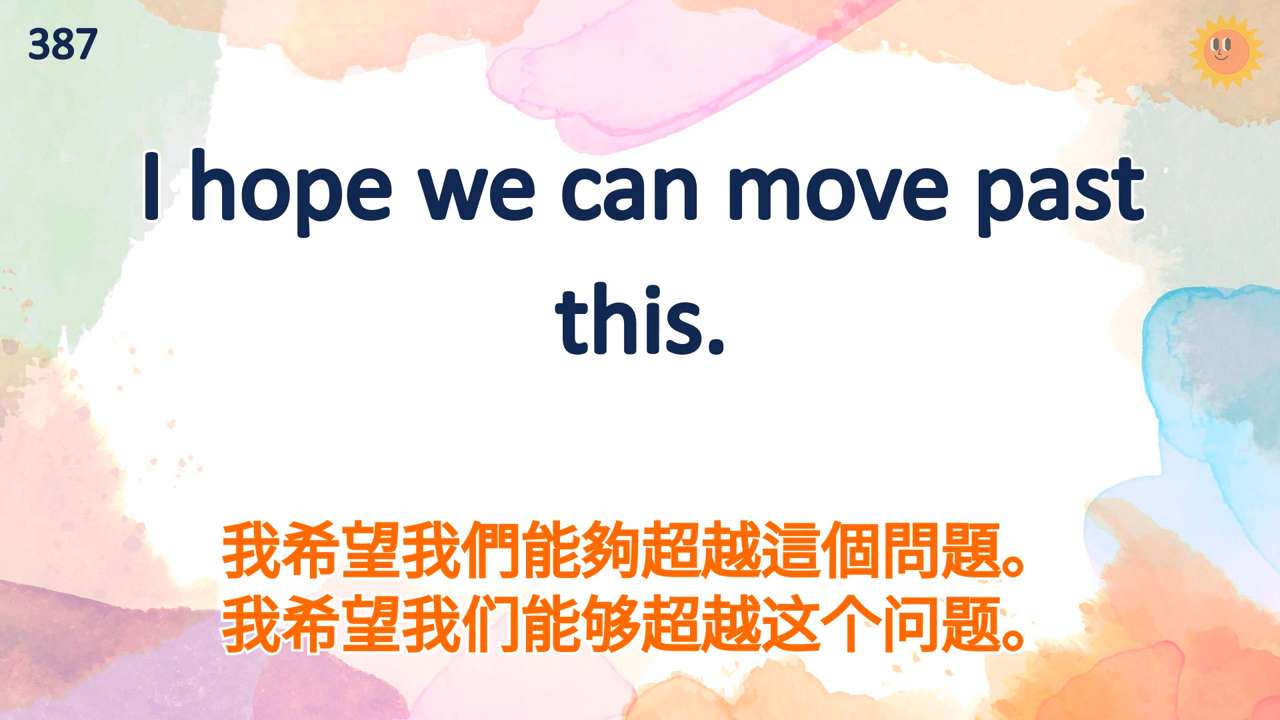 387
I hope we can move past
this.
我希望我們能夠超越這個問題。
我希望我们能够超越这个问题。